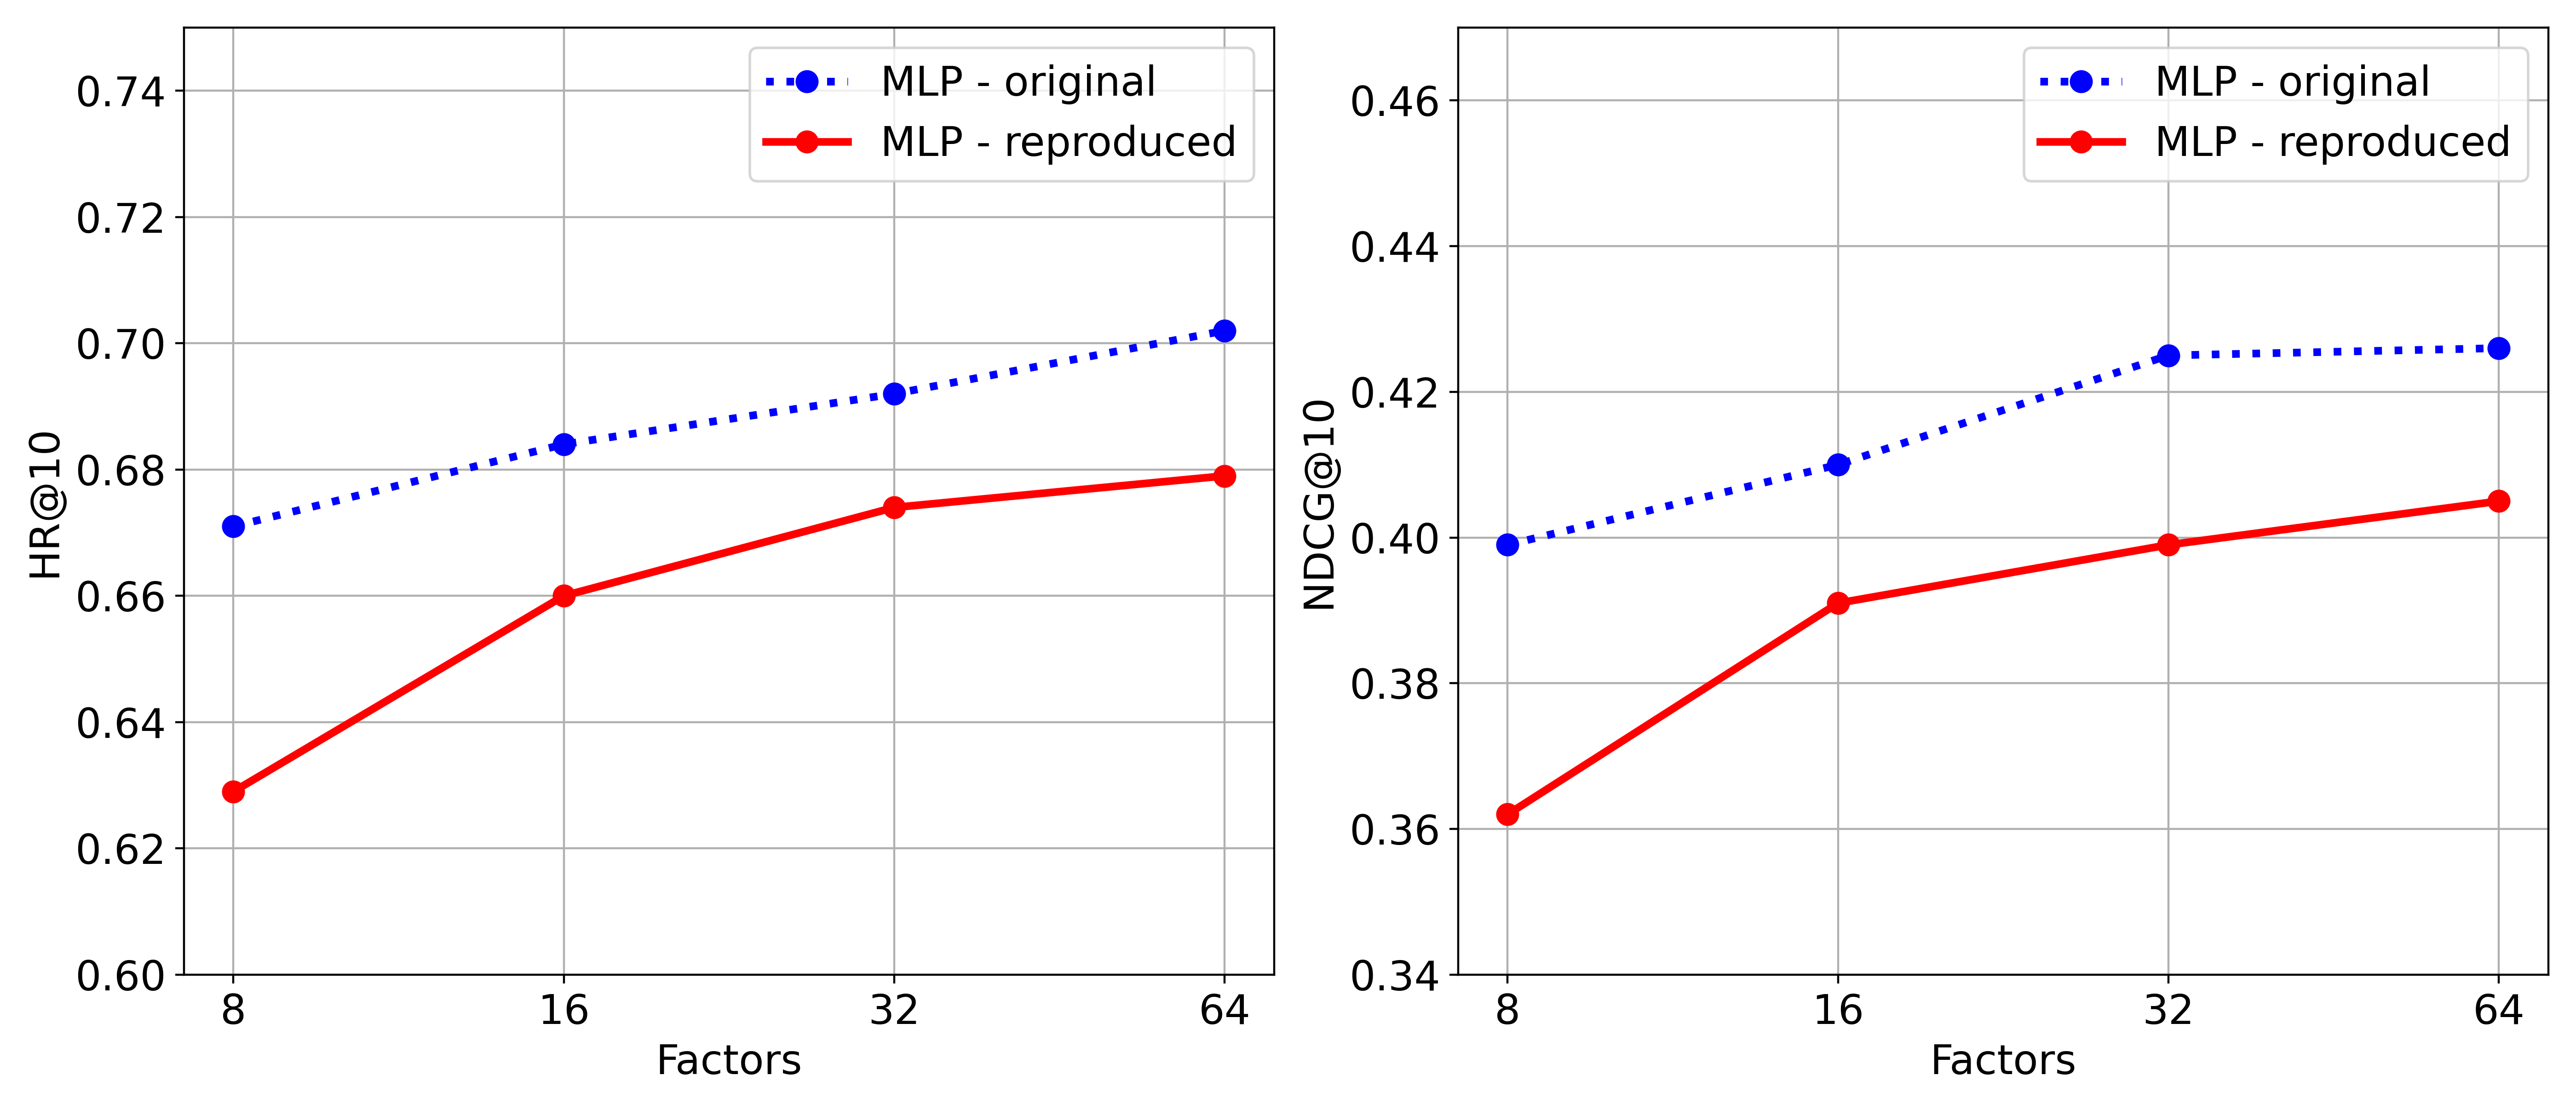 MLP - original
MLP - reproduced
HR@10
0.74
0.72
0.70
0.68
0.66
0.64
0.62
0.60
8 16 32 64
Factors
MLP - original
MLP - reproduced
NDCG@10
0.46
0.44
0.42
0.40
0.38
0.36
0.34
8 16 32 64
Factors